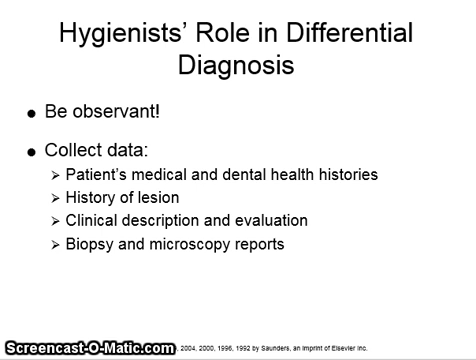 Hygienists' Role in Differential
Diagnosis
● Be observant!
● Collect data:
➢ Patient's medical and dental health histories
➢ History of lesion
➢ Clinical description and evaluation
➢ Biopsy and microscopy reports
2004, 2000, 1996, 1992 by Saunders, an imprint of Elsevier Inc.
Screencast-O-Matic.com